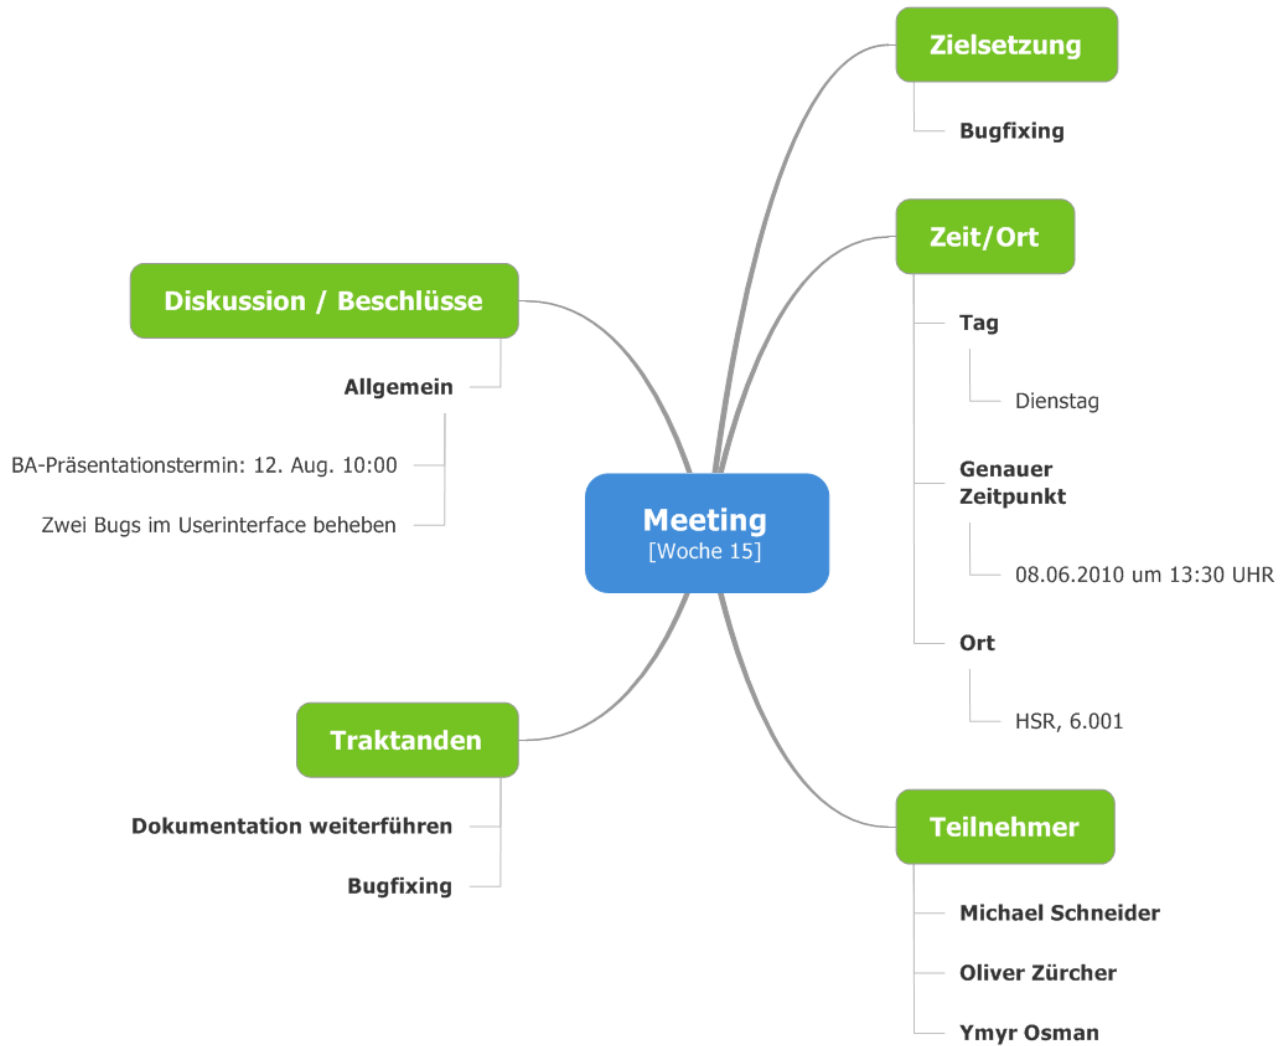 Meeting
[Woche 15]
Zielsetzung
Bugfixing
Zeit/Ort
Tag
Dienstag
Genauer
Zeitpunkt
08.06.2010 um 13:30 UHR
Ort
HSR, 6.001
Teilnehmer
Michael Schneider
Oliver Zürcher
Ymyr Osman
Diskussion / Beschlüsse
Allgemein
BA-Präsentationstermin: 12. Aug. 10:00
Zwei Bugs im Userinterface beheben
Traktanden
Dokumentation weiterführen
Bugfixing